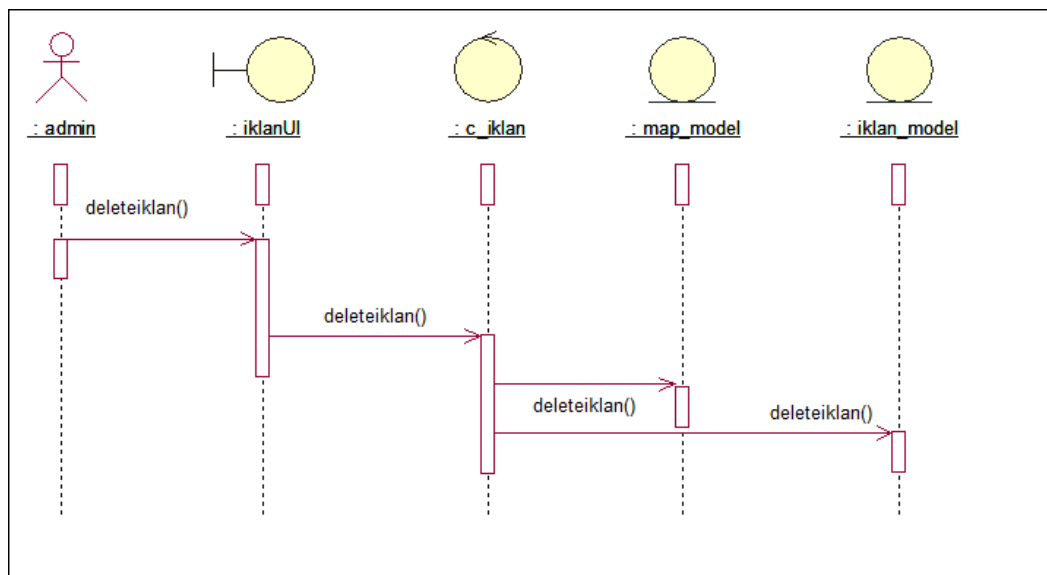 : admin
: iklanUI
: c_iklan
: map_model
: iklan_model
deleteiklan()
deleteiklan()
deleteiklan()
deleteiklan()